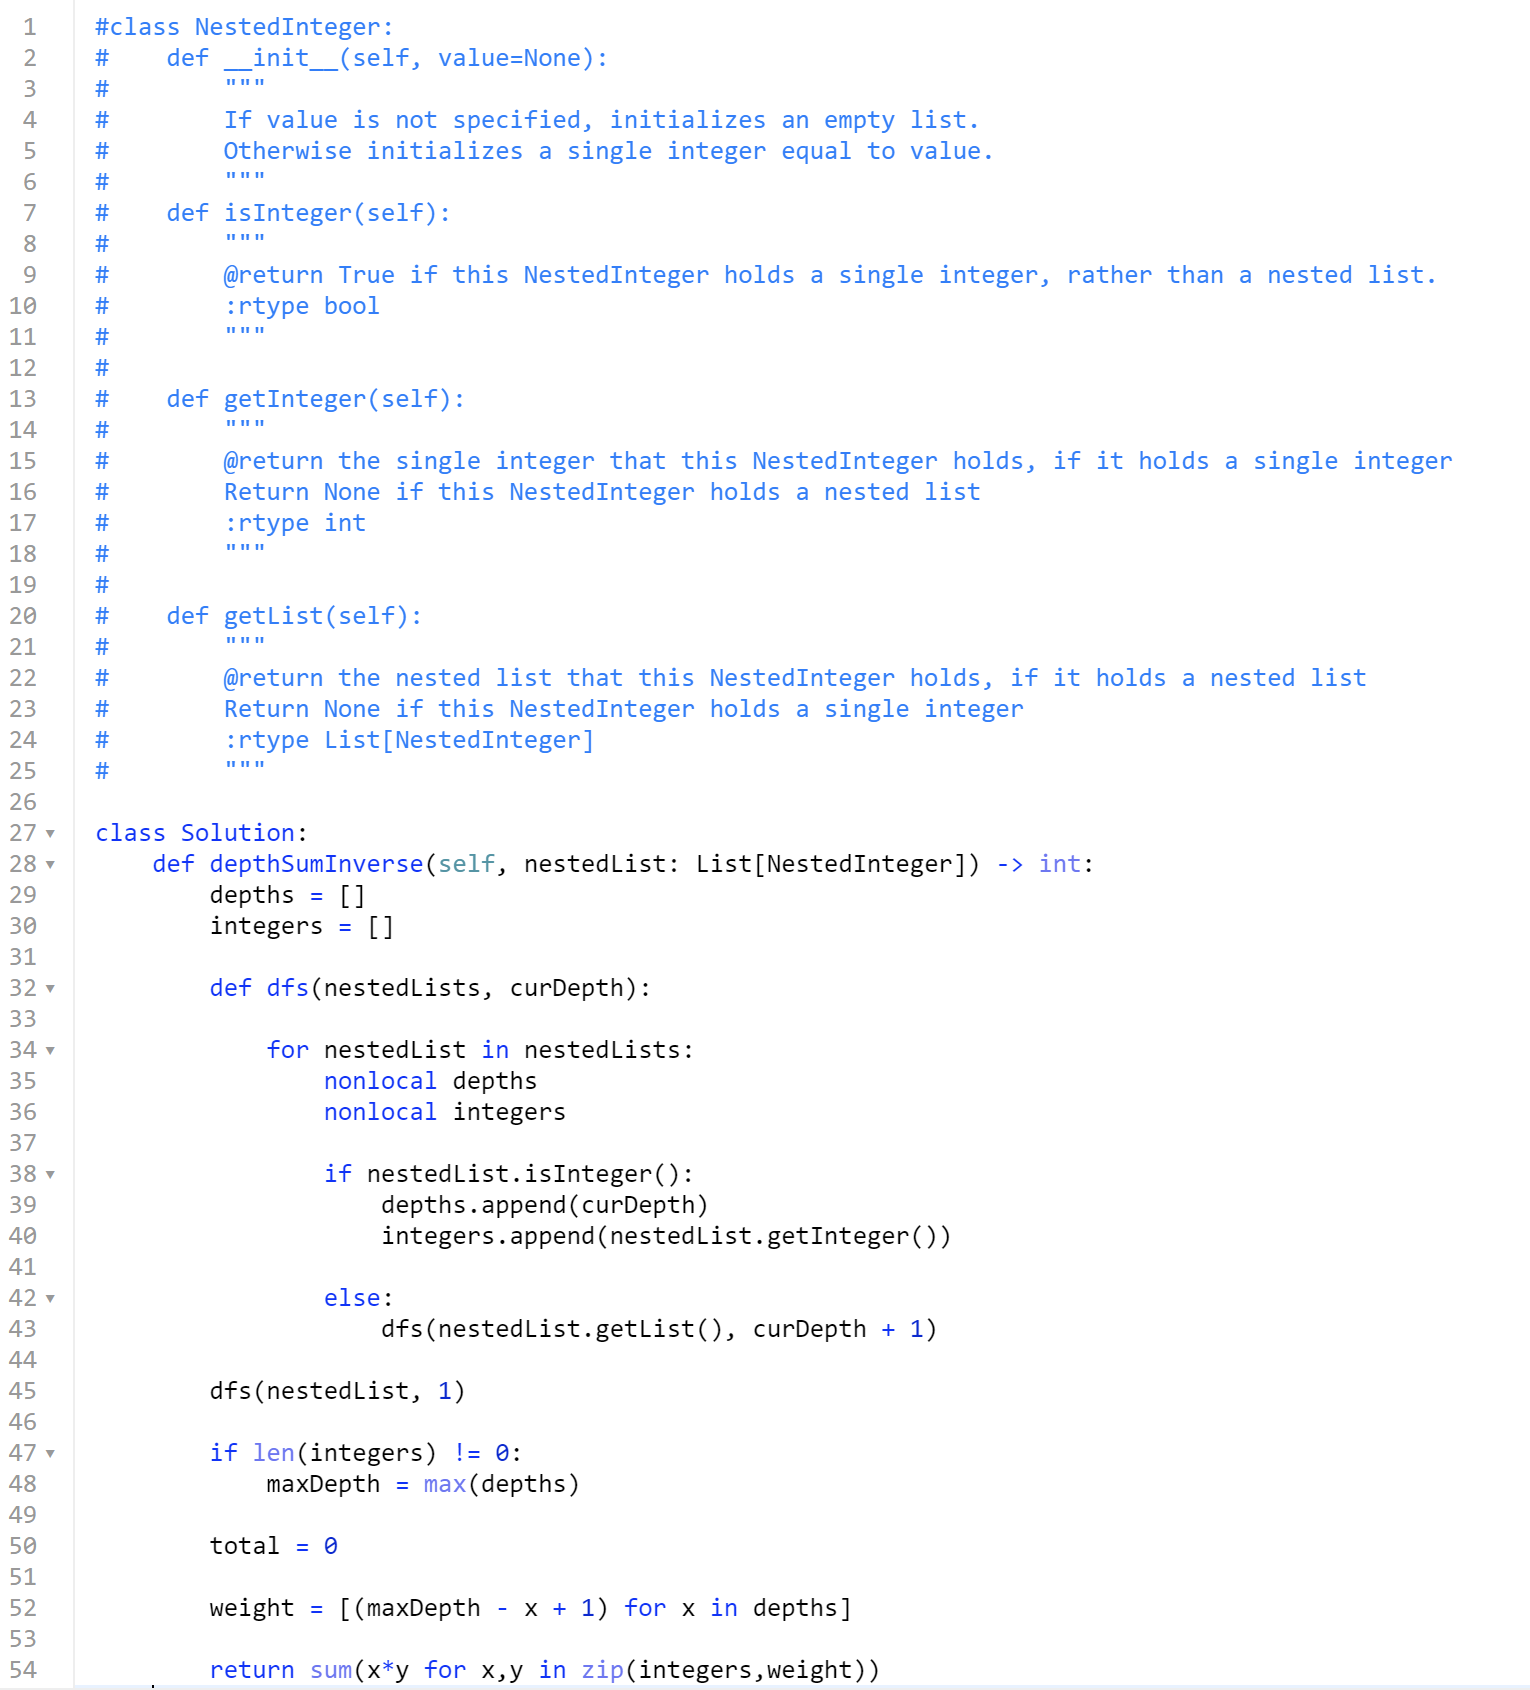 1 #class NestedInteger:
2 #    def __init__(self, value=None):
3 #        """
4 #        If value is not specified, initializes an empty list.
5 #        Otherwise initializes a single integer equal to value.
6 #        """
7 #    def isInteger(self):
8 #        """
9 #        @return True if this NestedInteger holds a single integer, rather than a nested list.
10 #        :rtype bool
11 #        """
12 #
13 #    def getInteger(self):
14 #        """
15 #        @return the single integer that this NestedInteger holds, if it holds a single integer
16 #        Return None if this NestedInteger holds a nested list
17 #        :rtype int
18 #        """
19 #
20 #    def getList(self):
21 #        """
22 #        @return the nested list that this NestedInteger holds, if it holds a nested list
23 #        Return None if this NestedInteger holds a single integer
24 #        :rtype List[NestedInteger]
25 #        """
26
27 class Solution:
28     def depthSumInverse(self, nestedList: List[NestedInteger]) -> int:
29         depths = []
30         integers = []
31
32         def dfs(nestedLists, curDepth):
33
34             for nestedList in nestedLists:
35                 nonlocal depths
36                 nonlocal integers
37
38                 if nestedList.isInteger():
39                     depths.append(curDepth)
40                     integers.append(nestedList.getInteger())
41
42                 else:
43                     dfs(nestedList.getList(), curDepth + 1)
44
45         dfs(nestedList, 1)
46
47         if len(integers) != 0:
48             maxDepth = max(depths)
49
50         total = 0
51
52         weight = [(maxDepth - x + 1) for x in depths]
53
54         return sum(x*y for x,y in zip(integers,weight))